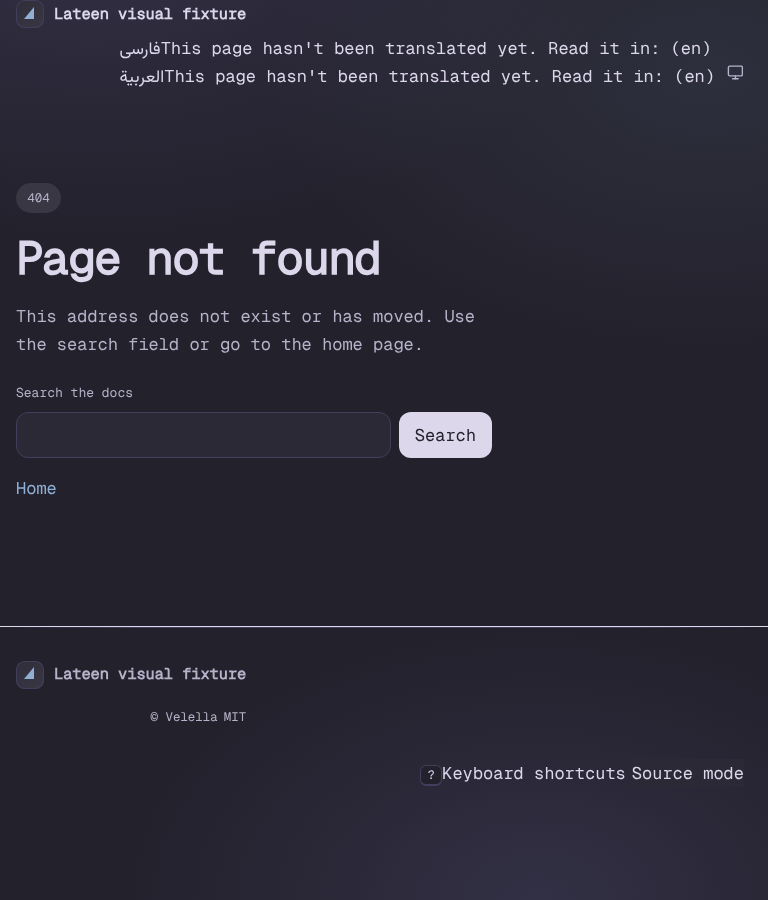 Lateen visual fixture
فارسیThis page hasn't been translated yet. Read it in: (en)
العربيةThis page hasn't been translated yet. Read it in: (en)
404
Page not found
This address does not exist or has moved. Use
the search field or go to the home page.
Search the docs
Search
Home
Lateen visual fixture
© Velella MIT
? Keyboard shortcuts Source mode